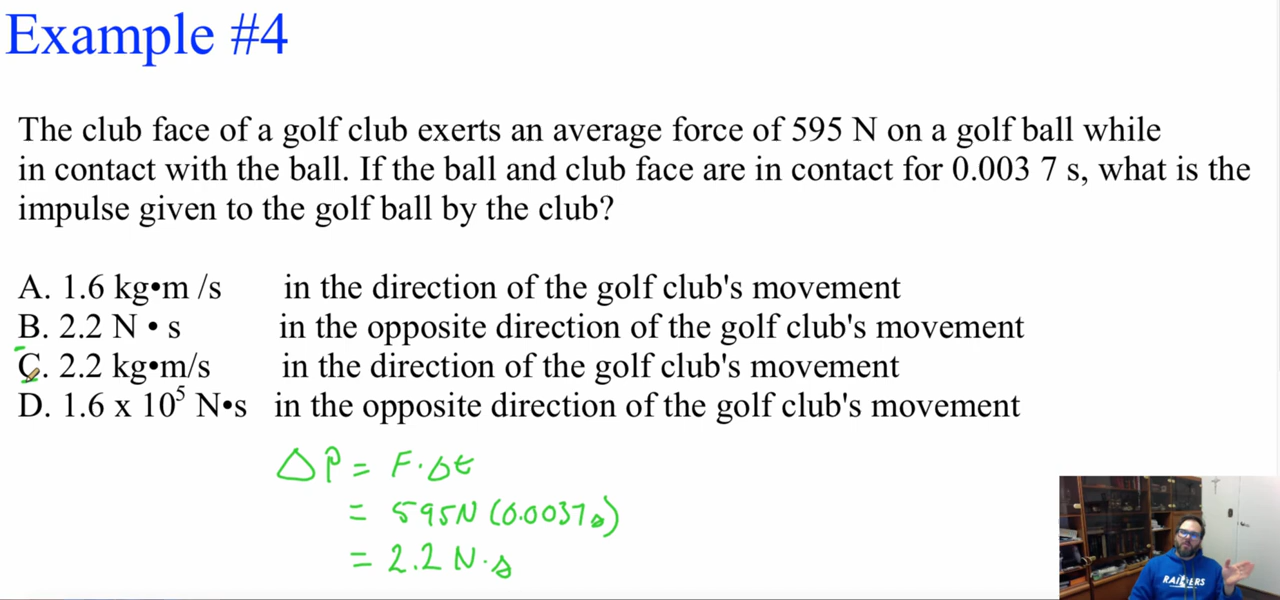 Example #4
The club face of a golf club exerts an average force of 595 N on a golf ball while
in contact with the ball. If the ball and club face are in contact for 0.003 7 s, what is the
impulse given to the golf ball by the club?
A. 1.6 kg•m /s in the direction of the golf club's movement
B. 2.2 N • s in the opposite direction of the golf club's movement
C. 2.2 kg•m/s in the direction of the golf club's movement
D. 1.6 x 10⁵ N•s in the opposite direction of the golf club's movement
Δp = F·Δt
= 595N (0.0037s)
= 2.2 N·s
RAIDERS